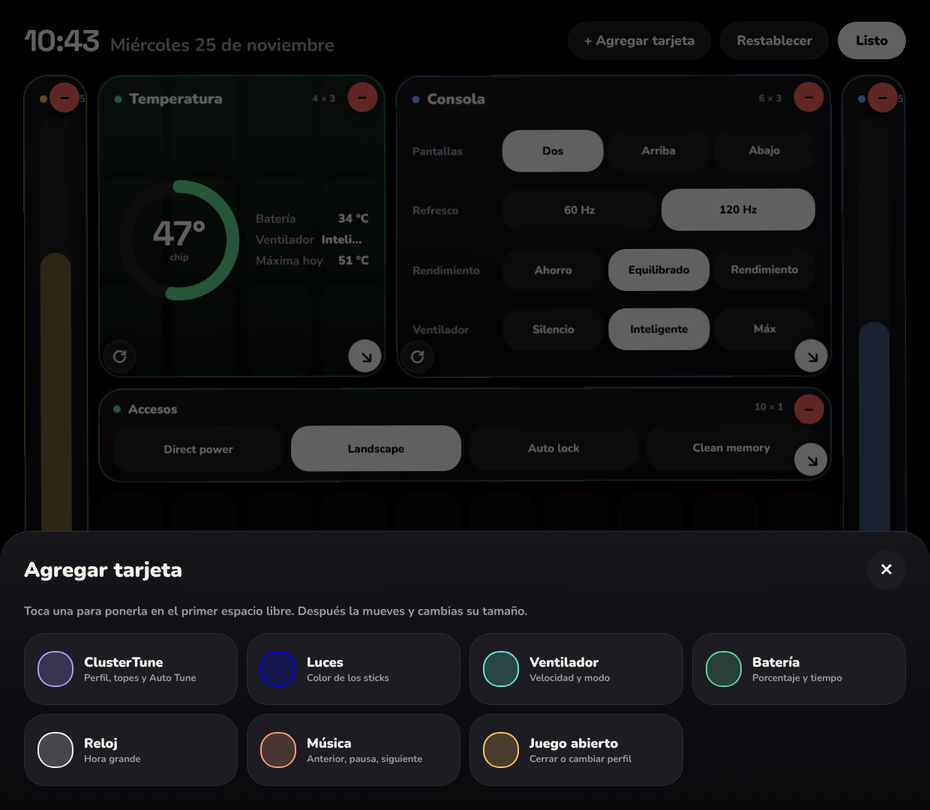 10:43 Miércoles 25 de noviembre
+ Agregar tarjeta
Restablecer
Listo
Temperatura
4 × 3
47°
chip
Batería 34 °C
Ventilador Inteli...
Máxima hoy 51 °C
Consola
6 × 3
Pantallas Dos Arriba Abajo
Refresco 60 Hz 120 Hz
Rendimiento Ahorro Equilibrado Rendimiento
Ventilador Silencio Inteligente Máx
Accesos
10 × 1
Direct power Landscape Auto lock Clean memory
Agregar tarjeta
Toca una para ponerla en el primer espacio libre. Después la mueves y cambias su tamaño.
ClusterTune
Perfil, topes y Auto Tune
Luces
Color de los sticks
Ventilador
Velocidad y modo
Batería
Porcentaje y tiempo
Reloj
Hora grande
Música
Anterior, pausa, siguiente
Juego abierto
Cerrar o cambiar perfil